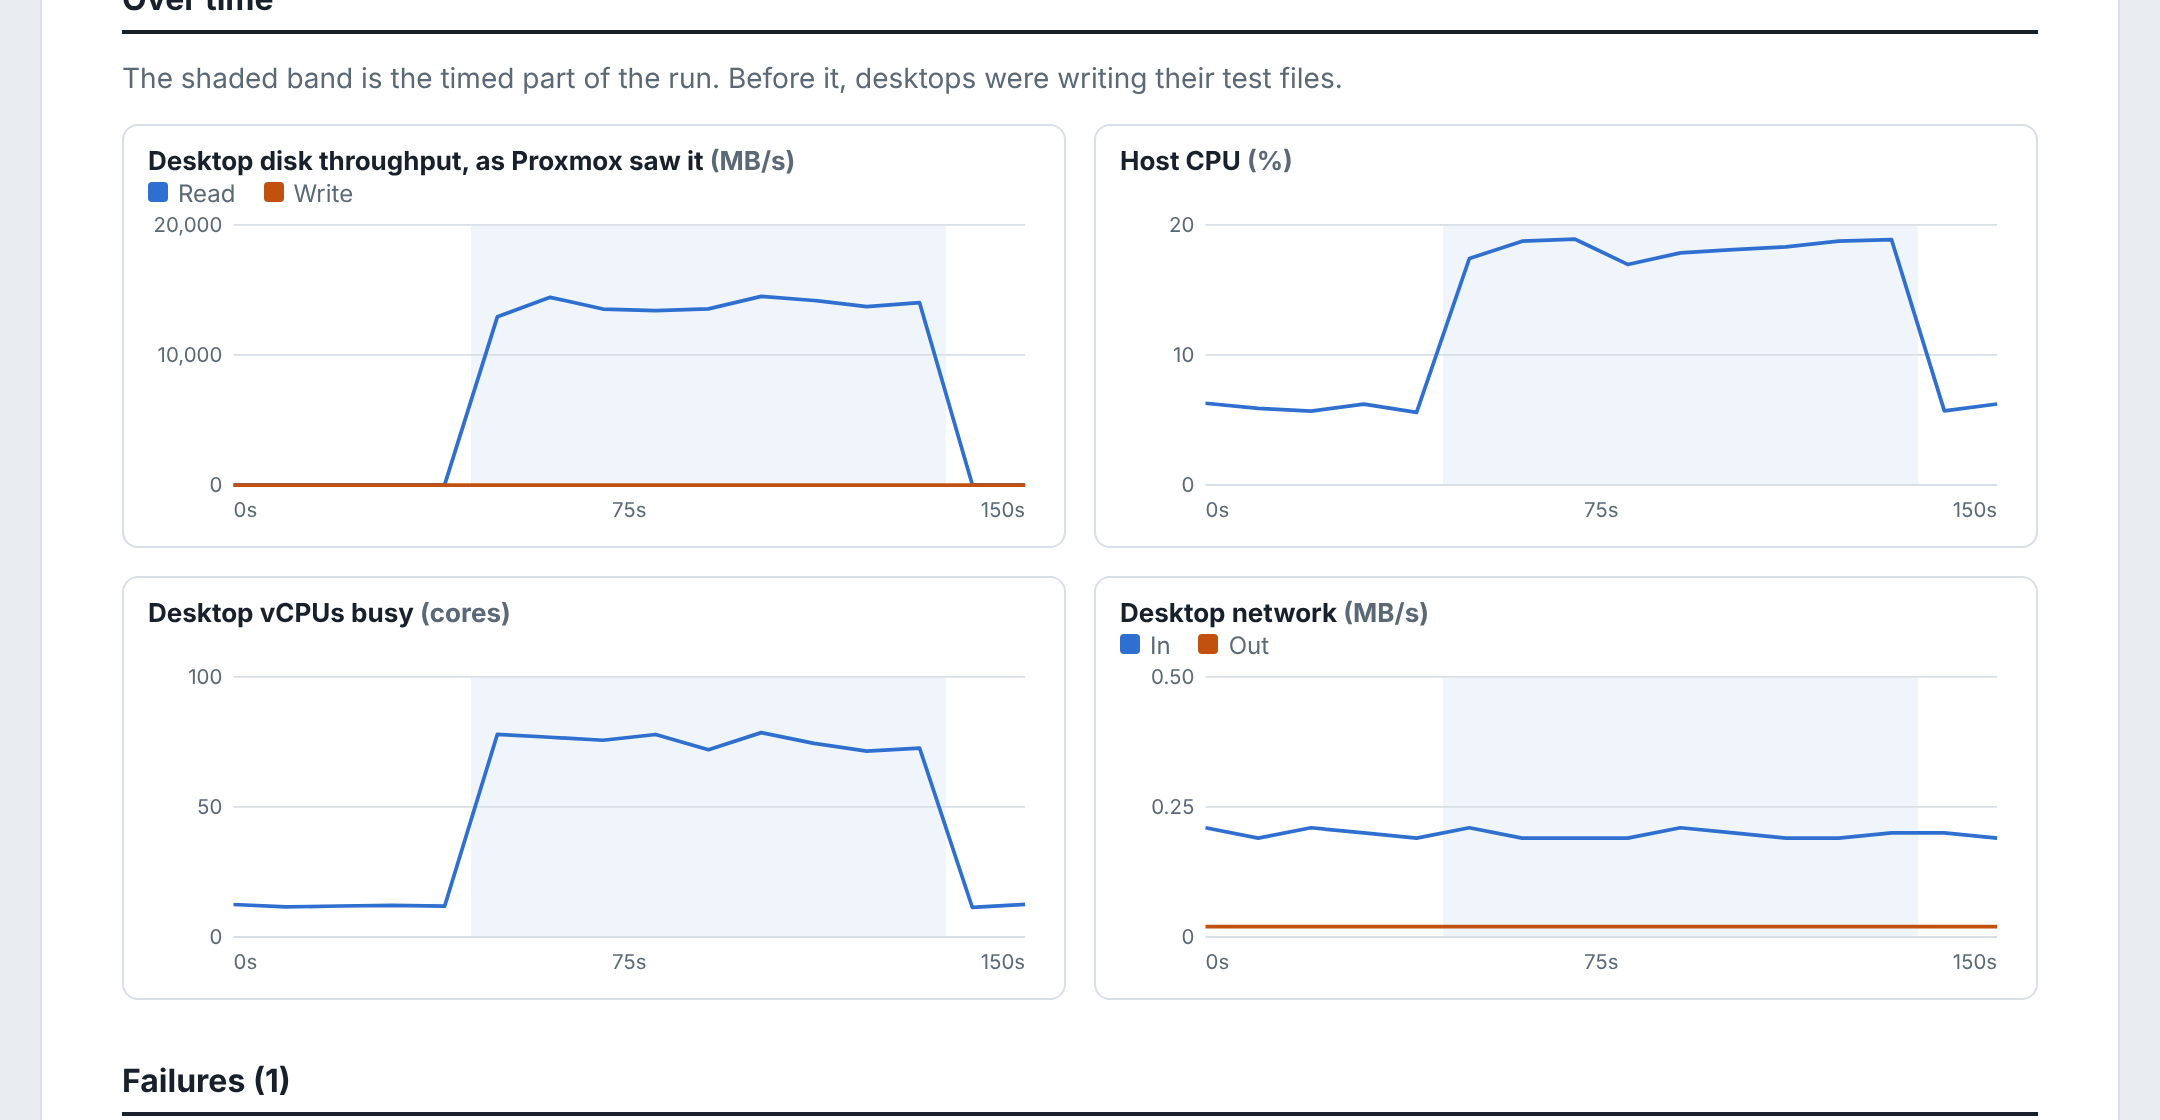 Over time
The shaded band is the timed part of the run. Before it, desktops were writing their test files.
Desktop disk throughput, as Proxmox saw it (MB/s)
Read Write
20,000
10,000
0
0s 75s 150s
Host CPU (%)
20
10
0
0s 75s 150s
Desktop vCPUs busy (cores)
100
50
0
0s 75s 150s
Desktop network (MB/s)
In Out
0.50
0.25
0
0s 75s 150s
Failures (1)